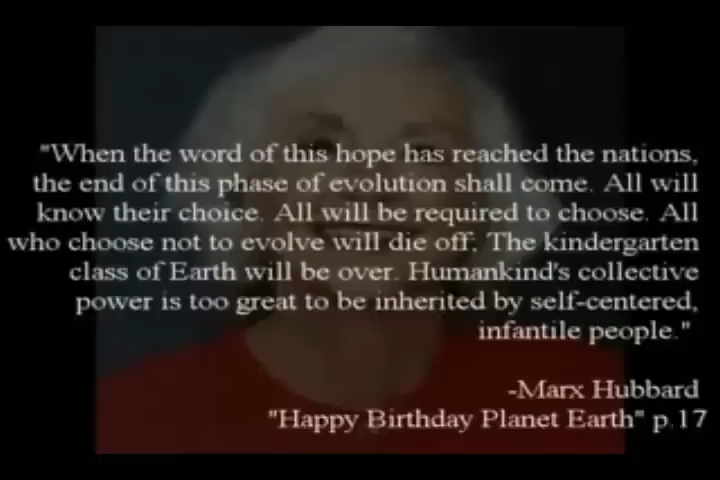 "When the word of this hope has reached the nations,
the end of this phase of evolution shall come. All will
know their choice. All will be required to choose. All
who choose not to evolve will die off. The kindergarten
class of Earth will be over. Humankind's collective
power is too great to be inherited by self-centered,
infantile people."
-Marx Hubbard
"Happy Birthday Planet Earth" p.17